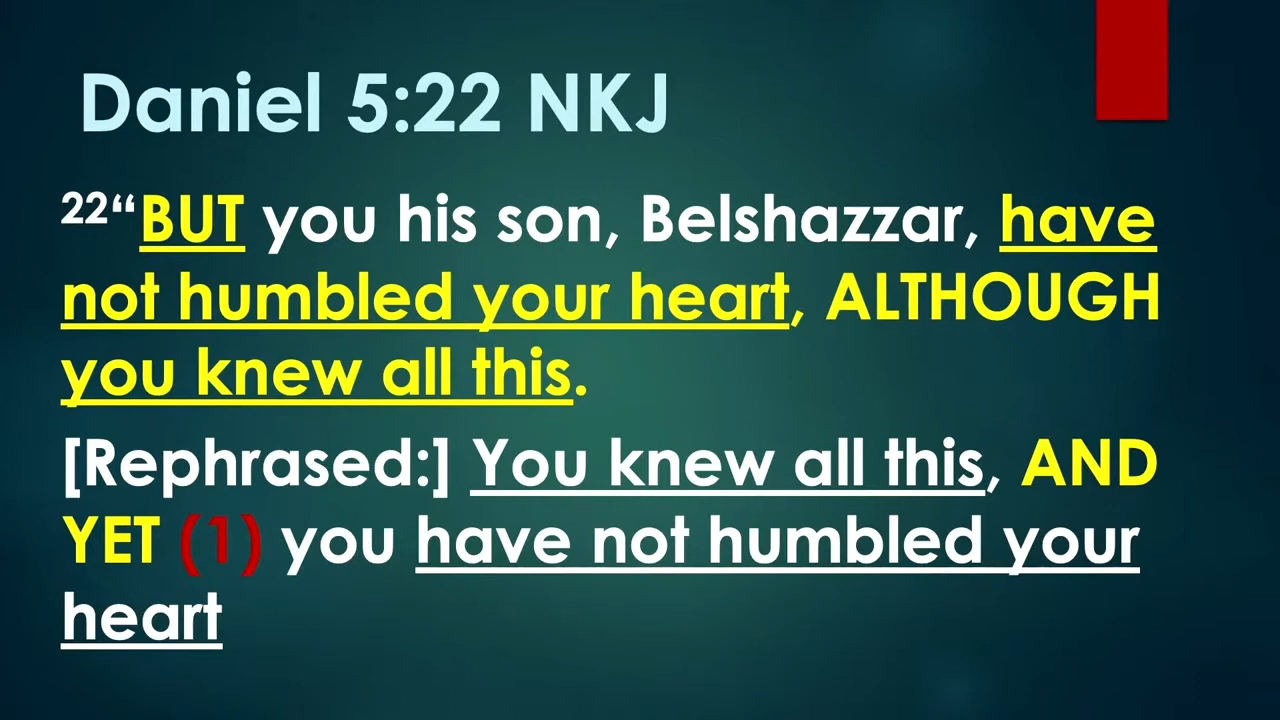 Daniel 5:22 NKJ
22“BUT you his son, Belshazzar, have
not humbled your heart, ALTHOUGH
you knew all this.
[Rephrased:] You knew all this, AND
YET (1) you have not humbled your
heart